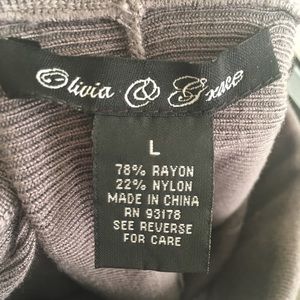 Olivia & Grace
L
78% RAYON
22% NYLON
MADE IN CHINA
RN 93178
SEE REVERSE
FOR CARE